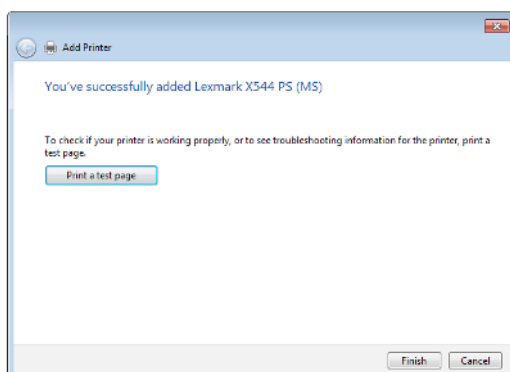 Add Printer
You've successfully added Lexmark X544 PS (MS)
To check if your printer is working properly, or to see troubleshooting information for the printer, print a
test page.
Print a test page
Finish Cancel